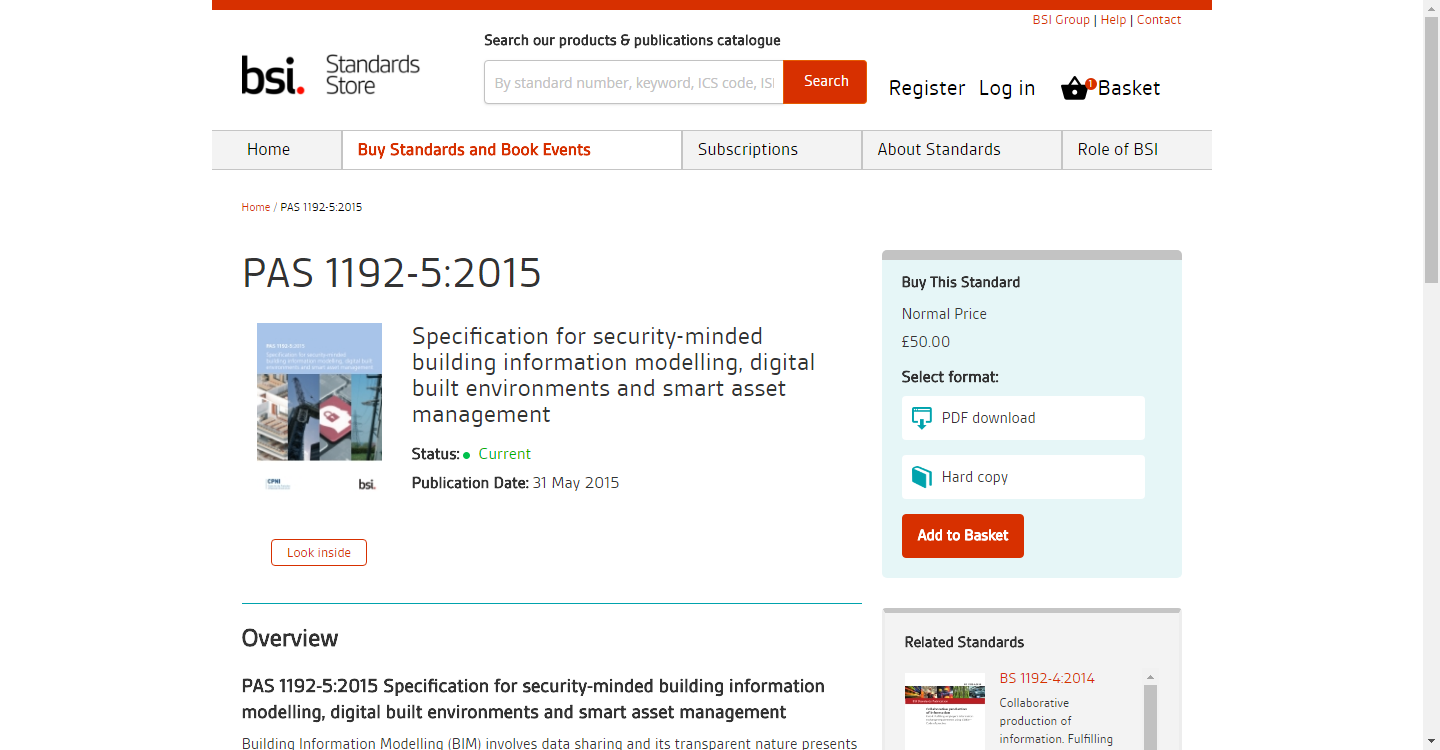 BSI Group | Help | Contact
Search our products & publications catalogue
bsi.
Standards
Store
By standard number, keyword, ICS code, ISI
Search
Register
Log in
1
Basket
Home
Buy Standards and Book Events
Subscriptions
About Standards
Role of BSI
Home / PAS 1192-5:2015
PAS 1192-5:2015
PAS 1192-5:2015
Specification for security-minded
building information modelling, digital built
environments and smart asset management
CPNI
bsi.
Look inside
Specification for security-minded
building information modelling, digital
built environments and smart asset
management
Status: Current
Publication Date: 31 May 2015
Buy This Standard
Normal Price
£50.00
Select format:
PDF download
Hard copy
Add to Basket
Overview
PAS 1192-5:2015 Specification for security-minded building information
modelling, digital built environments and smart asset management
Building Information Modelling (BIM) involves data sharing and its transparent nature presents
Related Standards
BS 1192-4:2014
Collaborative
production of
information. Fulfilling